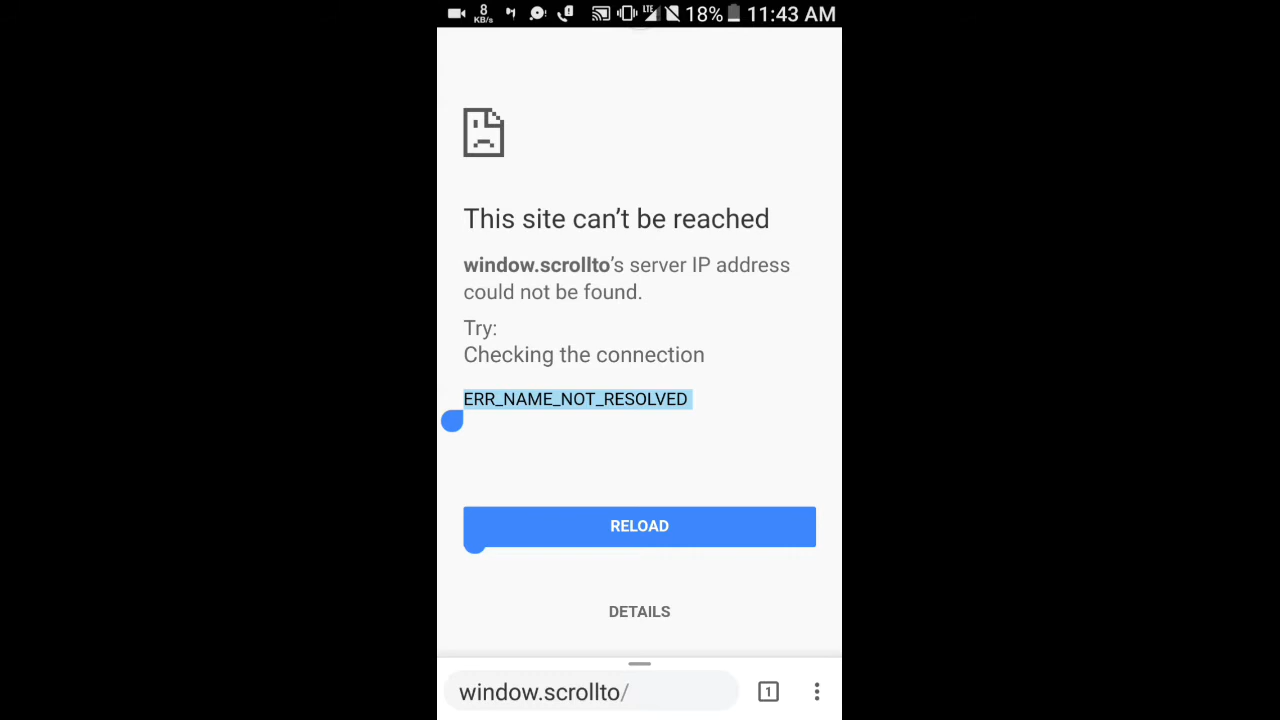 8
KB/s
LTE
18%
11:43 AM
This site can’t be reached
window.scrollto’s server IP address
could not be found.
Try:
Checking the connection
ERR_NAME_NOT_RESOLVED
RELOAD
DETAILS
window.scrollto/
1